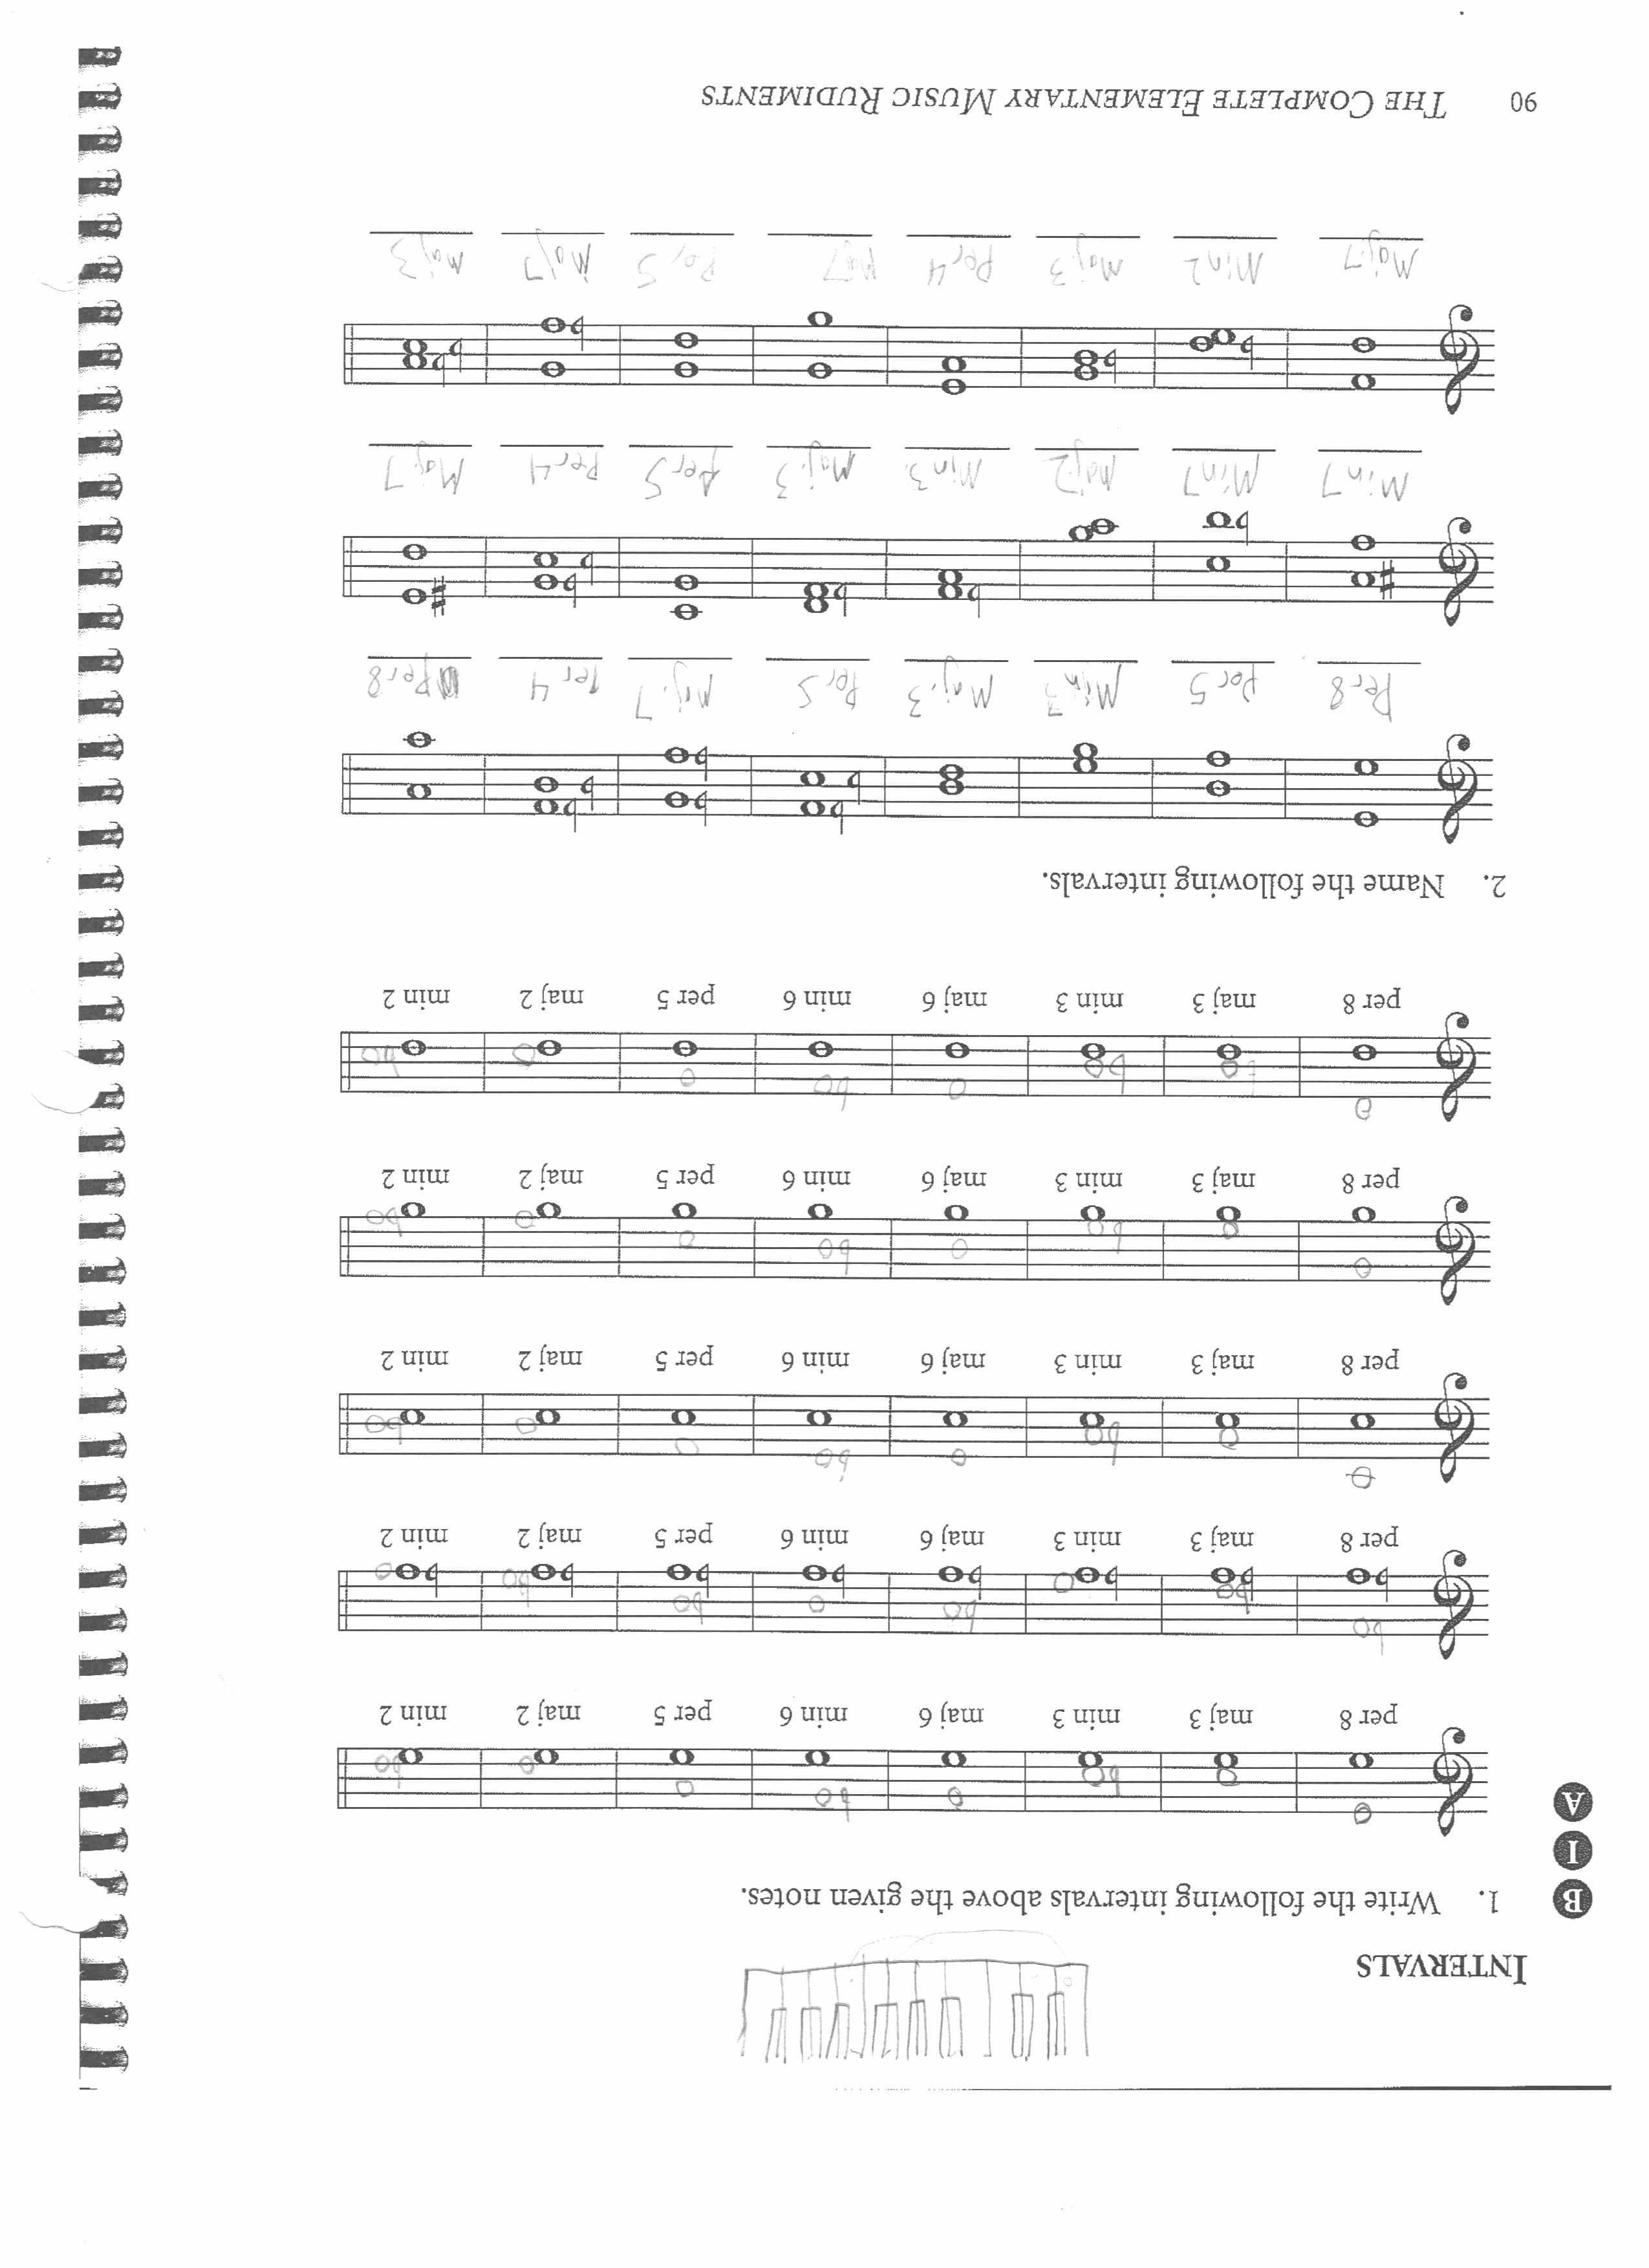 INTERVALS
B
I
A
1. Write the following intervals above the given notes.
per 8 maj 3 min 3 maj 6 min 6 per 5 maj 2 min 2
per 8 maj 3 min 3 maj 6 min 6 per 5 maj 2 min 2
per 8 maj 3 min 3 maj 6 min 6 per 5 maj 2 min 2
per 8 maj 3 min 3 maj 6 min 6 per 5 maj 2 min 2
per 8 maj 3 min 3 maj 6 min 6 per 5 maj 2 min 2
2. Name the following intervals.
Per 8 Per 5 Min 3 Maj. 3 Per 5 Maj. 7 Per 4 Per 8
Min 7 Min 7 Maj. 2 Min 3 Maj. 3 Per 5 Per 4 Maj. 7
Maj. 7 Min 2 Maj. 3 Per 4 Maj 7 Per 5 Maj 7 Maj. 3
90 THE COMPLETE ELEMENTARY MUSIC RUDIMENTS